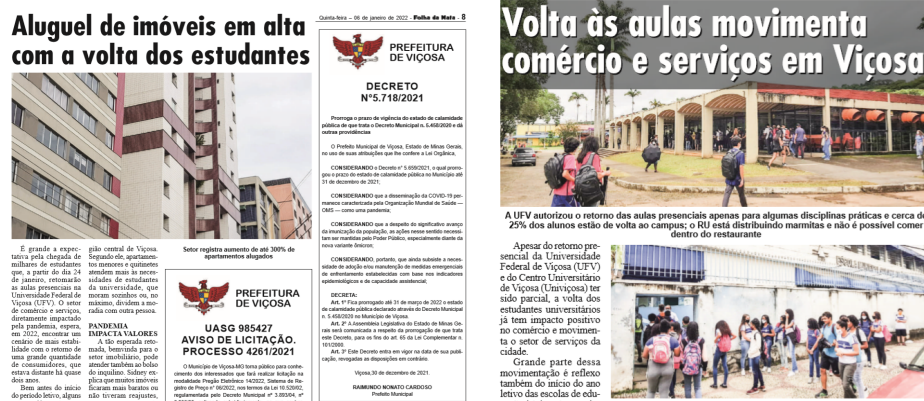 Aluguel de imóveis em alta
com a volta dos estudantes
É grande a expec-
tativa pela chegada de
milhares de estudantes
que, a partir do dia 24
de janeiro, retomarão
as aulas presenciais na
Universidade Federal de
Viçosa (UFV). O setor
de comércio e serviços,
diretamente impactado
pela pandemia, espera,
em 2022, encontrar um
cenário de mais estabi-
lidade com o retorno de
uma grande quantidade
de consumidores, que
estava distante há quase
dois anos.
Bem antes do início
do período letivo, alguns
gião central de Viçosa.
Segundo ele, apartamen-
tos menores e quitinetes
atendem mais às neces-
sidades de estudantes
da universidade, que
moram sozinhos ou, no
máximo, dividem a mo-
radia com outra pessoa.
PANDEMIA
IMPACTA VALORES
A tão esperada reto-
mada, bemvinda para o
setor imobiliário, pode
afetar também ao bolso
do inquilino. Sidney ex-
plica que muitos imóveis
ficaram mais baratos ou
não tiveram reajustes,
Setor registra aumento de até 300% de
apartamentos alugados
PREFEITURA
DE VIÇOSA
UASG 985427
AVISO DE LICITAÇÃO.
PROCESSO 4261/2021
O Município de Viçosa-MG torna público para conhe-
cimento dos interessados que fará realizar licitação na
modalidade Pregão Eletrônico 14/2022, Sistema de Re-
gistro de Preço nº 06/2022, nos termos da Lei 10.520/02,
regulamentada pelo Decreto Municipal nº 3.893/04, nº
Quinta-feira – 06 de janeiro de 2022 - Folha da Mata - 8
PREFEITURA
DE VIÇOSA
DECRETO
Nº5.718/2021
Prorroga o prazo de vigência do estado de calamidade
pública de que trata o Decreto Municipal n. 5.458/2020 e dá
outras providências
O Prefeito Municipal de Viçosa, Estado de Minas Gerais,
no uso de suas atribuições que lhe confere a Lei Orgânica,
CONSIDERANDO o Decreto nº 5.659/2021, o qual prorro-
gou o prazo do estado de calamidade pública no Município até
31 de dezembro de 2021;
CONSIDERANDO que a disseminação da COVID-19 per-
manece caracterizada pela Organização Mundial de Saúde —
OMS — como uma pandemia;
CONSIDERANDO que a despeito do significativo avanço
da imunização da população, as ações nesse sentido necessi-
tam ser mantidas pelo Poder Público, especialmente diante da
nova variante ômicron;
CONSIDERANDO, portanto, que ainda subsiste a neces-
sidade de adoção e/ou manutenção de medidas emergenciais
de enfrentamento estabelecidas com base nos indicadores
epidemiológicos e da capacidade assistencial;
DECRETA:
Art. 1º Fica prorrogado até 31 de março de 2022 o estado
de calamidade pública declarado através do Decreto Municipal
n. 5.458/2020 no Município de Viçosa.
Art. 2º A Assembleia Legislativa do Estado de Minas Ge-
rais será comunicada a respeito da prorrogação de que trata
este Decreto, para os fins do art. 65 da Lei Complementar n.
101/2000.
Art. 3º Este Decreto entra em vigor na data de sua publi-
cação, revogadas as disposições em contrário.
Viçosa,30 de dezembro de 2021.
RAIMUNDO NONATO CARDOSO
Prefeito Municipal
Volta às aulas movimenta
comércio e serviços em Viçosa
A UFV autorizou o retorno das aulas presenciais apenas para algumas disciplinas práticas e cerca de
25% dos alunos estão de volta ao campus; o RU está distribuindo marmitas e não é possível comer
dentro do restaurante
Apesar do retorno pre-
sencial da Universidade
Federal de Viçosa (UFV)
e do Centro Universitário
de Viçosa (Univiçosa) ter
sido parcial, a volta dos
estudantes universitários
já tem impacto positivo
no comércio e movimen-
ta o setor de serviços da
cidade.
Grande parte dessa
movimentação é reflexo
também do início do ano
letivo das escolas de edu-